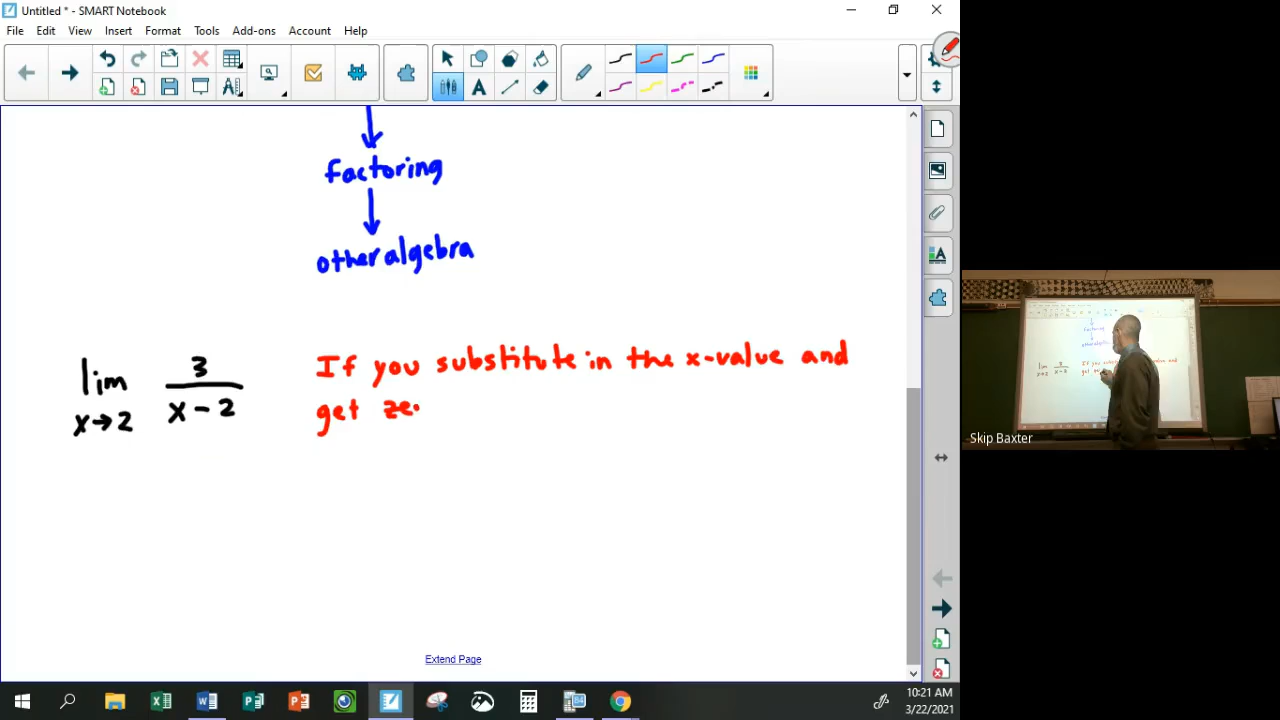 Untitled * - SMART Notebook
File Edit View Insert Format Tools Add-ons Account Help
factoring
other algebra
lim x→2 3/(x-2)
If you substitute in the x-value and
get ze
Extend Page
Skip Baxter
10:21 AM
3/22/2021